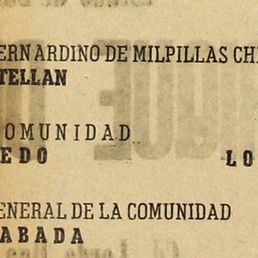 ERNARDINO DE MILPILLAS CH
TELLAN
OMUNIDAD
EDO LO
ENERAL DE LA COMUNIDAD
ABADA